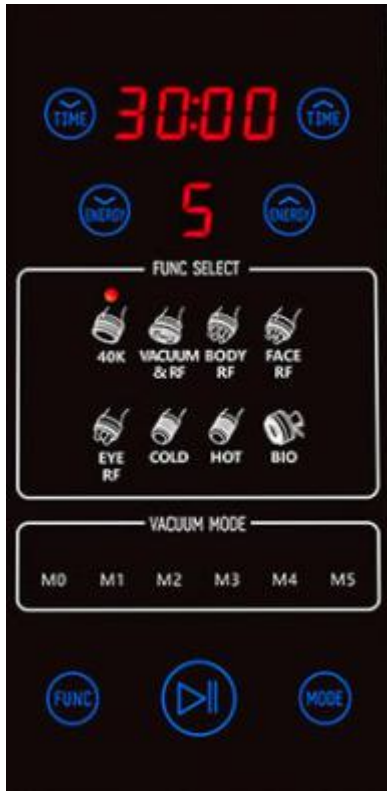 TIME 30:00 TIME
ENERGY 5 ENERGY
FUNC SELECT
40K VACUUM & RF BODY RF FACE RF
EYE RF COLD HOT BIO
VACUUM MODE
M0 M1 M2 M3 M4 M5
FUNC MODE